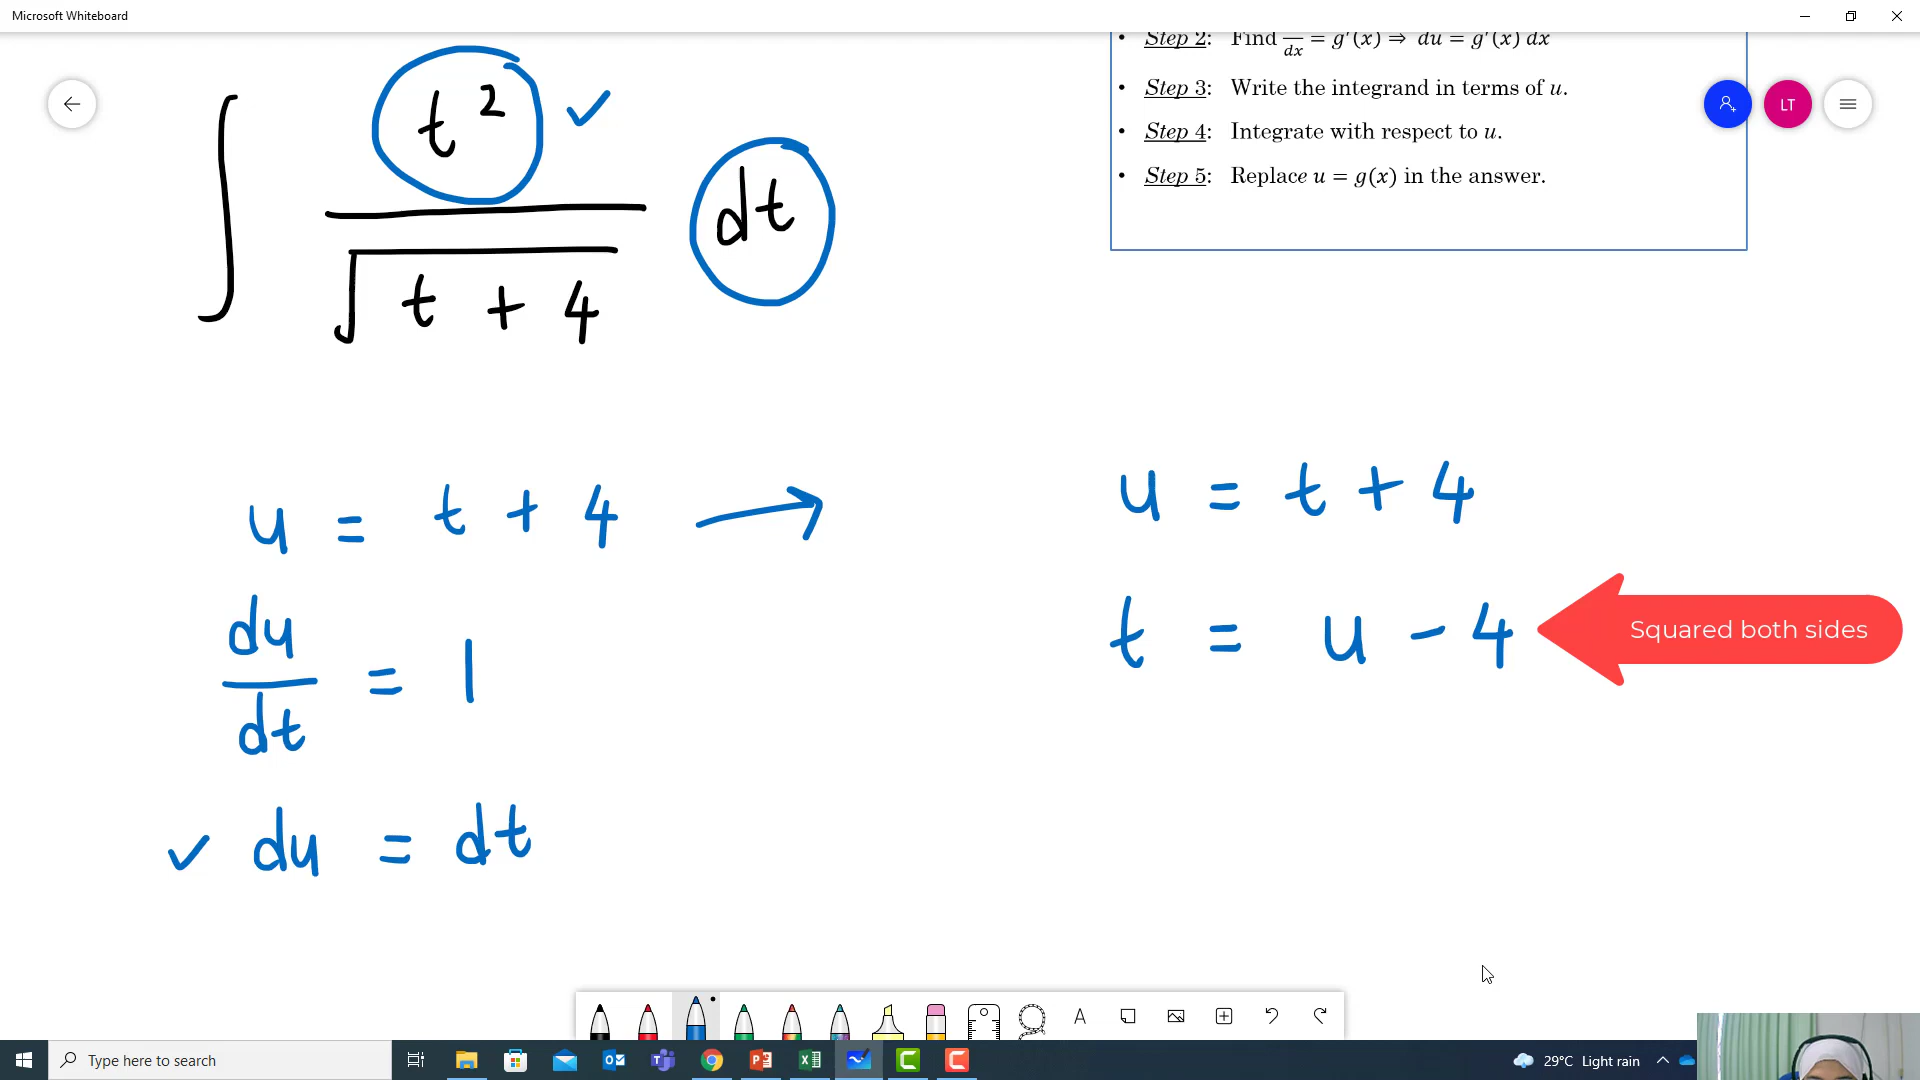 Microsoft Whiteboard
• Step 2: Find — dx = g'(x) ⇒ du = g'(x) dx
• Step 3: Write the integrand in terms of u.
• Step 4: Integrate with respect to u.
• Step 5: Replace u = g(x) in the answer.
LT
∫ t² / √(t + 4) dt
u = t + 4 →
du/dt = 1
✓ du = dt
u = t + 4
t = u − 4
Squared both sides
A
Type here to search
29°C Light rain